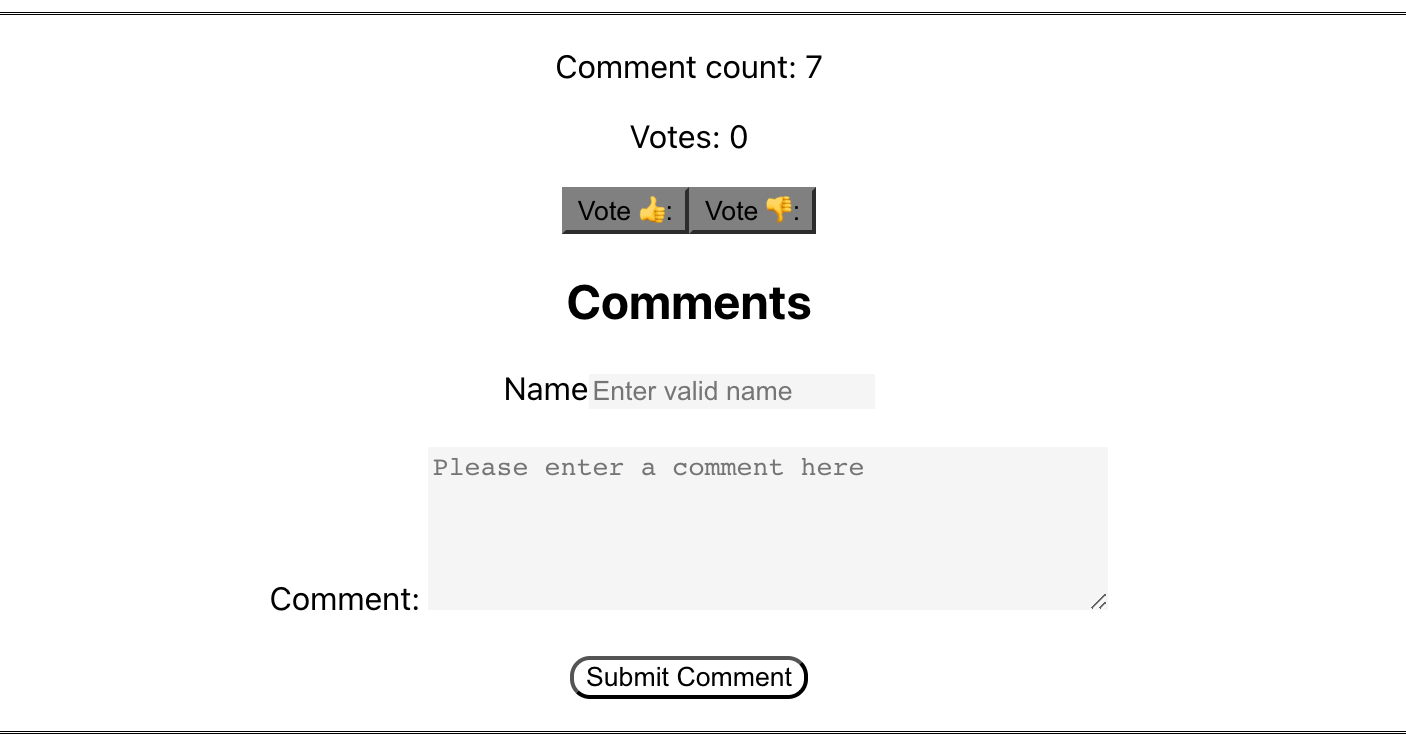 Comment count: 7
Votes: 0
Vote 👍: Vote 👎:
Comments
Name Enter valid name
Please enter a comment here
Comment:
Submit Comment